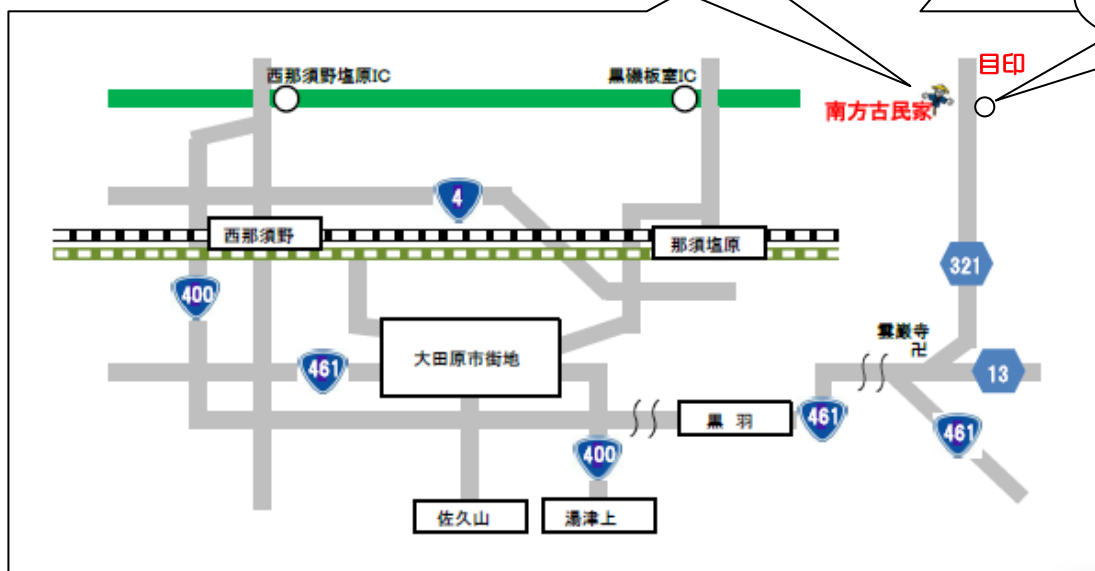 目印
西那須野塩原IC
黒磯板室IC
南方古民家
4
西那須野
那須塩原
321
400
雲巌寺
卍
大田原市街地
461
13
黒 羽
461
461
400
佐久山
湯津上